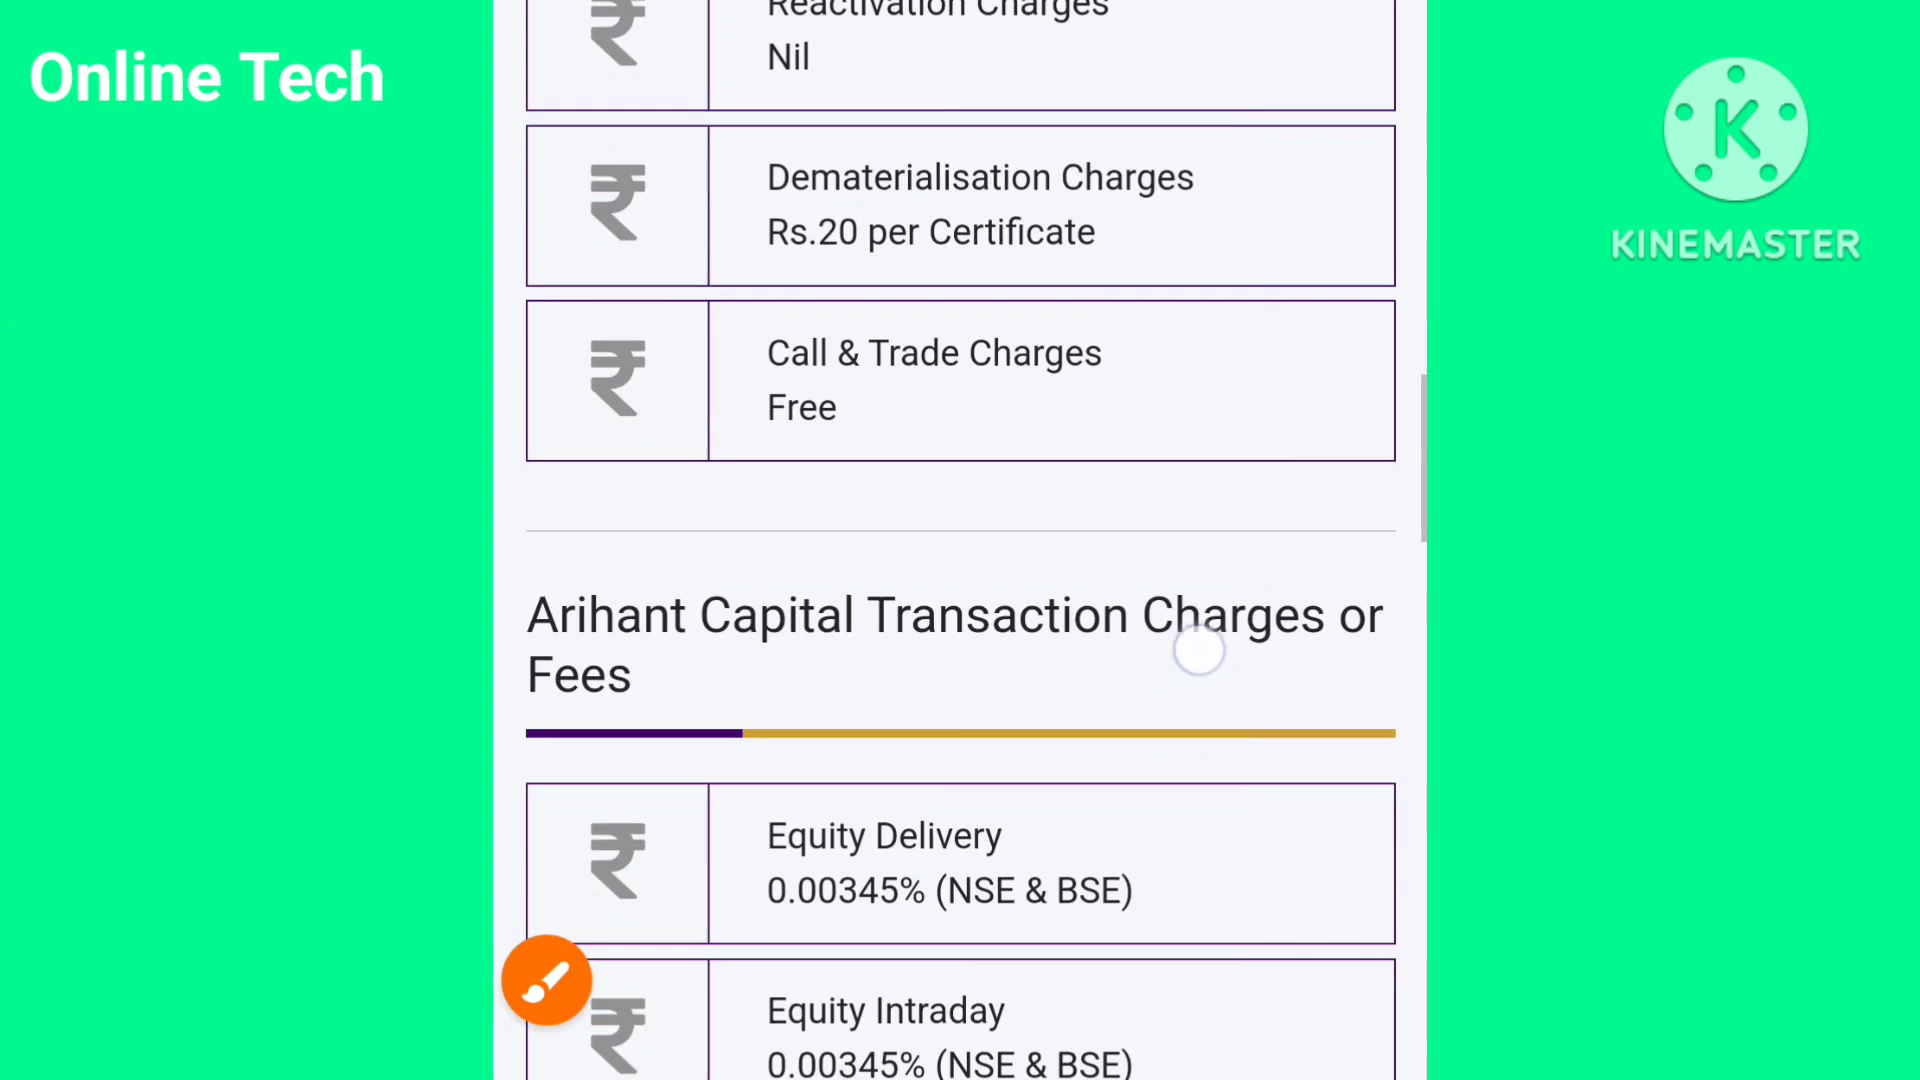 Online Tech
Reactivation Charges
Nil
Dematerialisation Charges
Rs.20 per Certificate
Call & Trade Charges
Free
Arihant Capital Transaction Charges or
Fees
Equity Delivery
0.00345% (NSE & BSE)
Equity Intraday
0.00345% (NSE & BSE)
K
KINEMASTER